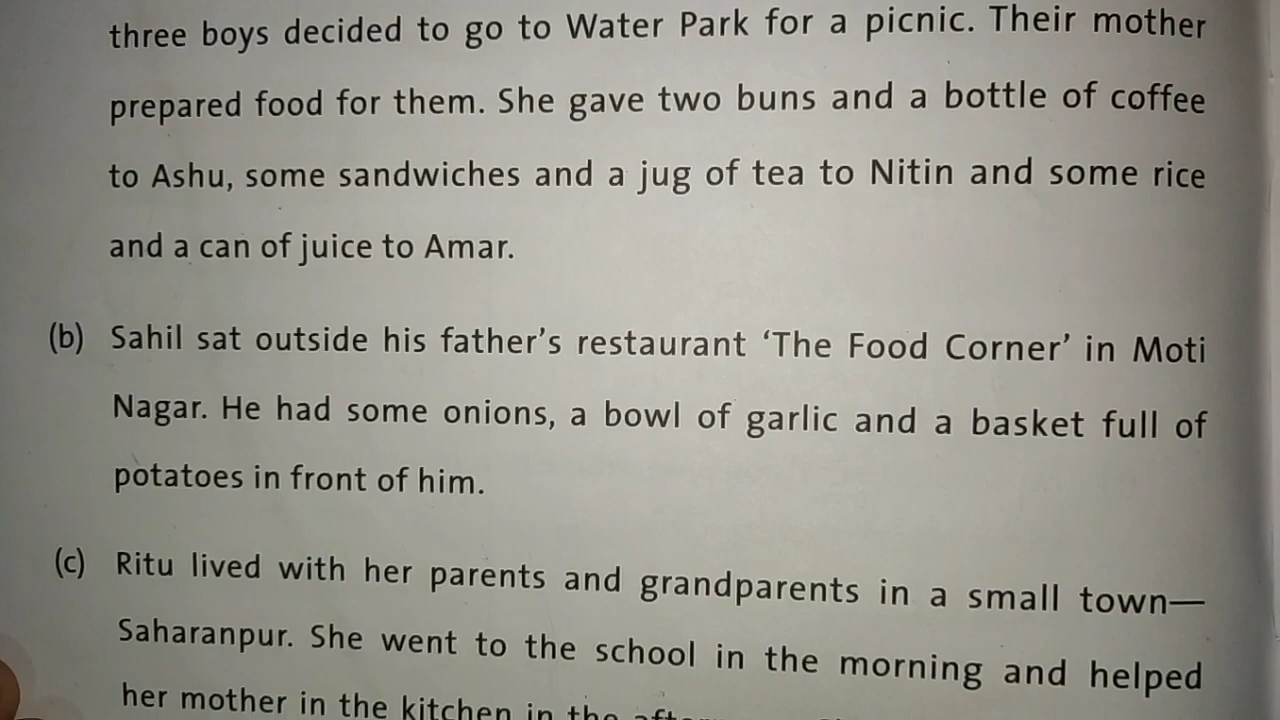 three boys decided to go to Water Park for a picnic. Their mother
prepared food for them. She gave two buns and a bottle of coffee
to Ashu, some sandwiches and a jug of tea to Nitin and some rice
and a can of juice to Amar.
(b) Sahil sat outside his father’s restaurant ‘The Food Corner’ in Moti
Nagar. He had some onions, a bowl of garlic and a basket full of
potatoes in front of him.
(c) Ritu lived with her parents and grandparents in a small town—
Saharanpur. She went to the school in the morning and helped
her mother in the kitchen in the